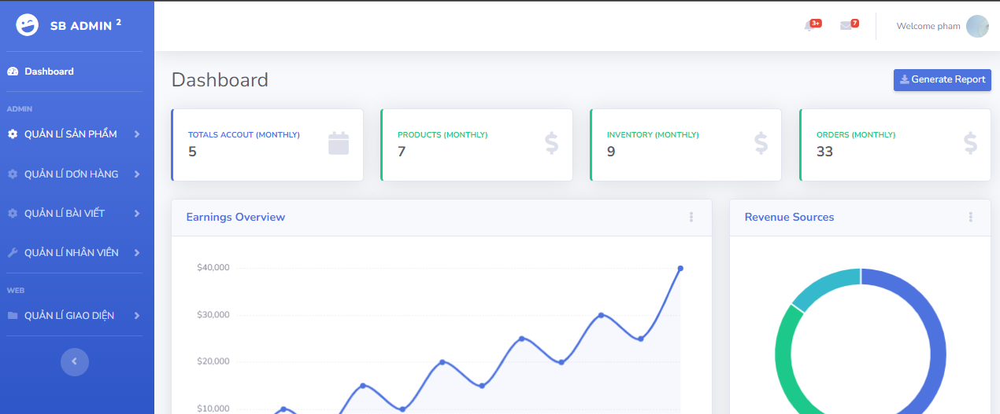 SB ADMIN 2
3+
7
Welcome pham
Dashboard
ADMIN
QUẢN LÍ SẢN PHẨM
QUẢN LÍ DƠN HÀNG
QUẢN LÍ BÀI VIẾT
QUẢN LÍ NHÂN VIÊN
WEB
QUẢN LÍ GIAO DIỆN
Dashboard
Generate Report
TOTALS ACCOUT (MONTHLY)
5
PRODUCTS (MONTHLY)
7
INVENTORY (MONTHLY)
9
ORDERS (MONTHLY)
33
Earnings Overview
$40,000
$30,000
$20,000
$10,000
Revenue Sources